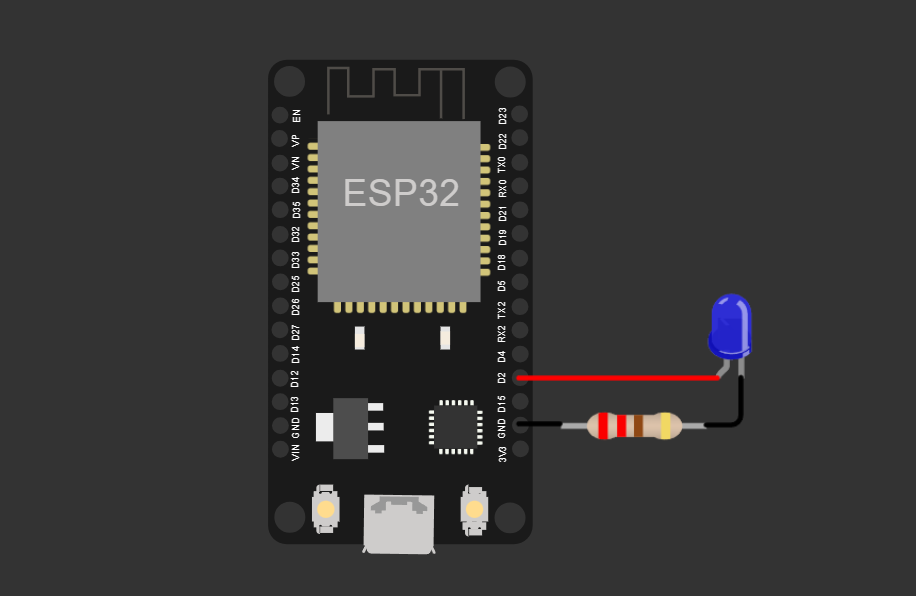 EN
VP
VN
D34
D35
D32
D33
D25
D26
D27
D14
D12
D13
GND
VIN
ESP32
D23
D22
TX0
RX0
D21
D19
D18
D5
TX2
RX2
D4
D2
D15
GND
3V3